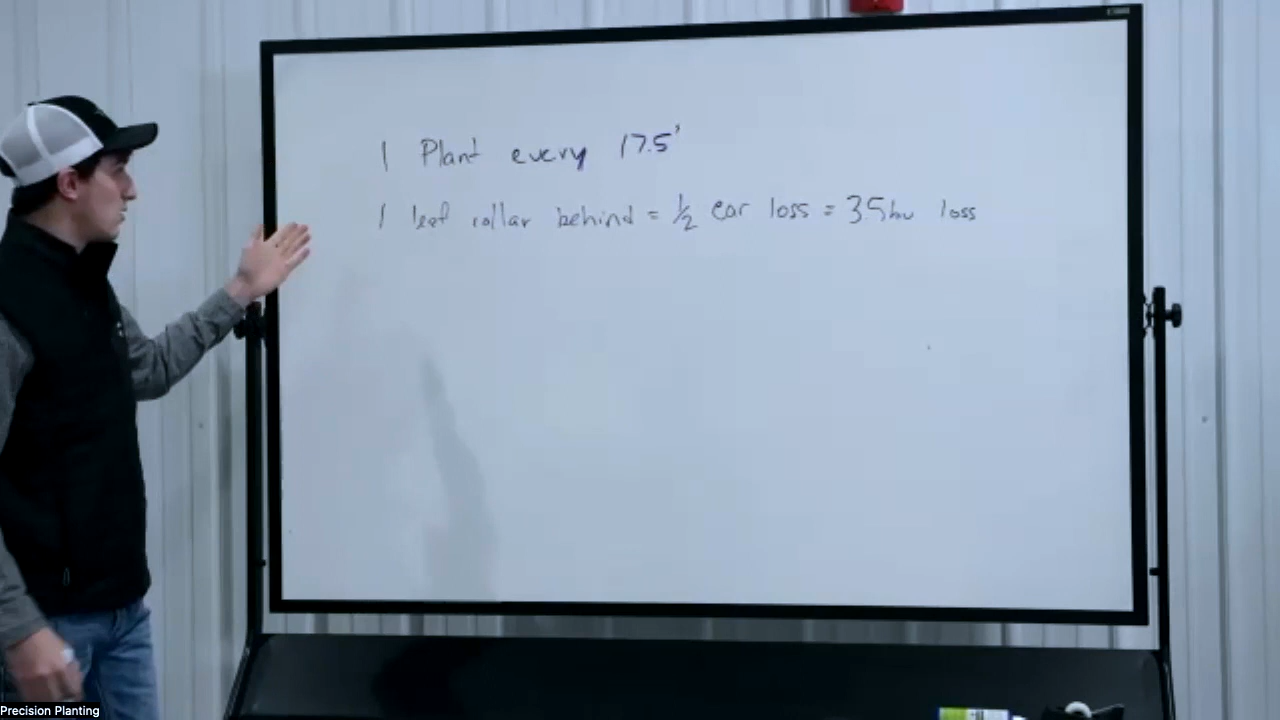 1 Plant every 17.5'
1 leaf collar behind = ½ ear loss = 35bu loss
Precision Planting